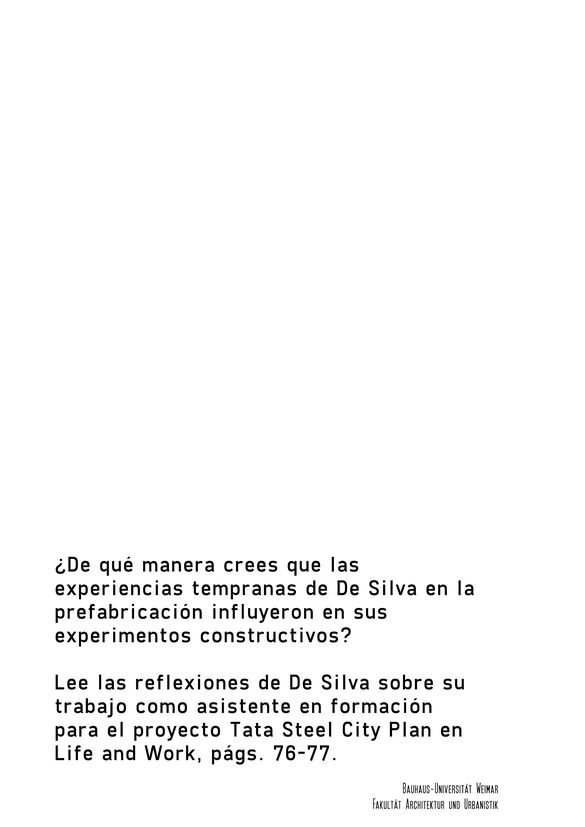 ¿De qué manera crees que las
experiencias tempranas de De Silva en la
prefabricación influyeron en sus
experimentos constructivos?
Lee las reflexiones de De Silva sobre su
trabajo como asistente en formación
para el proyecto Tata Steel City Plan en
Life and Work, págs. 76-77.
Bauhaus-Universität Weimar
Fakultät Architektur und Urbanistik